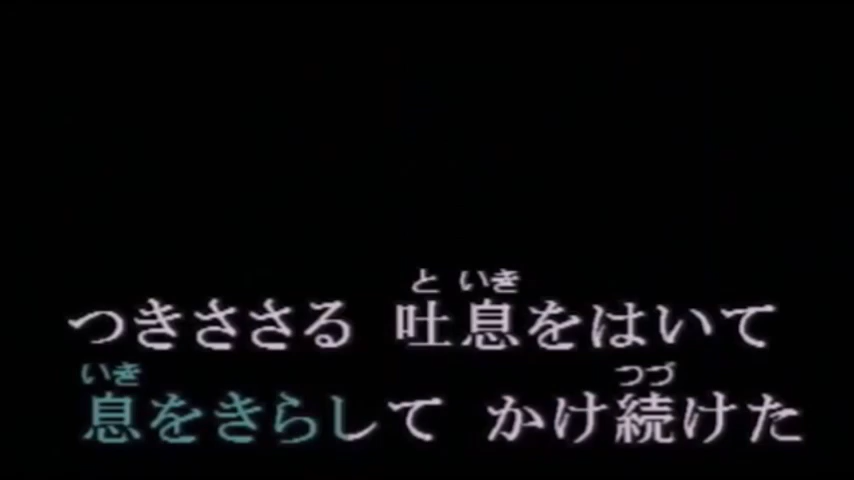 といき
つきささる 吐息をはいて
いき つづ
息をきらして かけ続けた